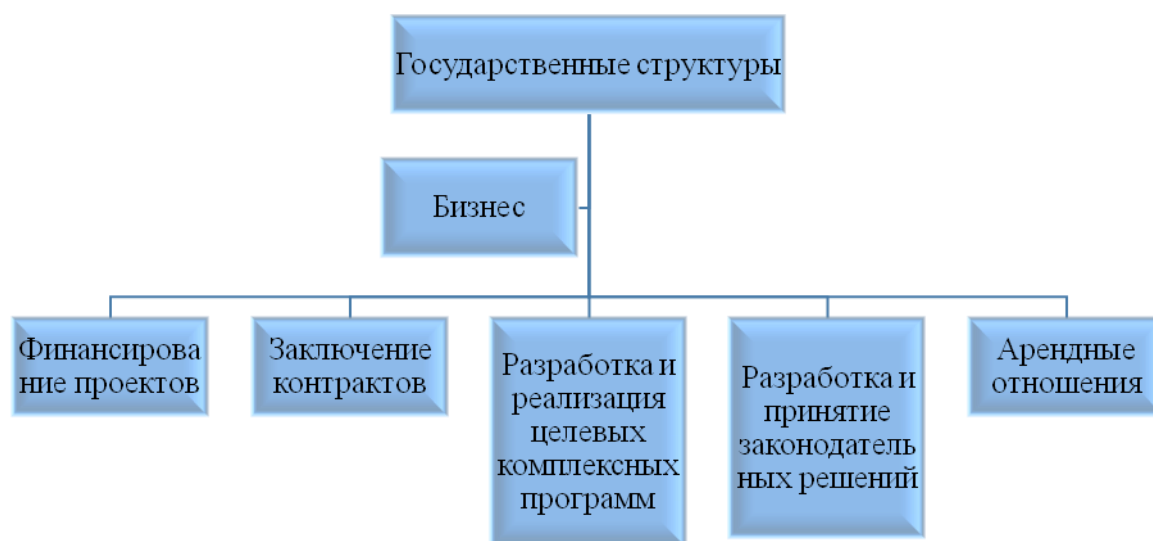 Государственные структуры
Бизнес
Финансирова
ние проектов
Заключение
контрактов
Разработка и
реализация
целевых
комплексных
программ
Разработка и
принятие
законодатель
ных решений
Арендные
отношения